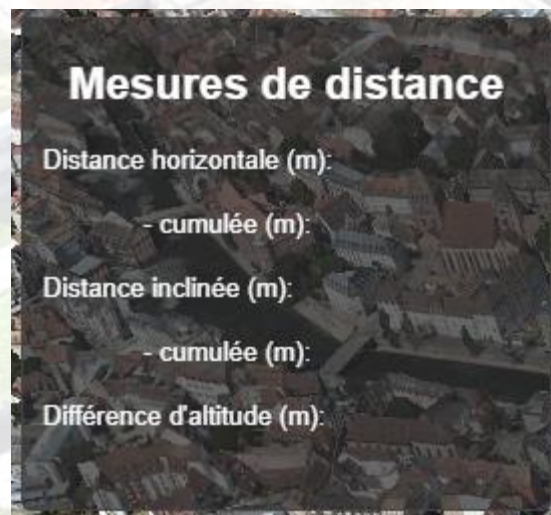 Mesures de distance
Distance horizontale (m):
- cumulée (m):
Distance inclinée (m):
- cumulée (m):
Différence d'altitude (m):